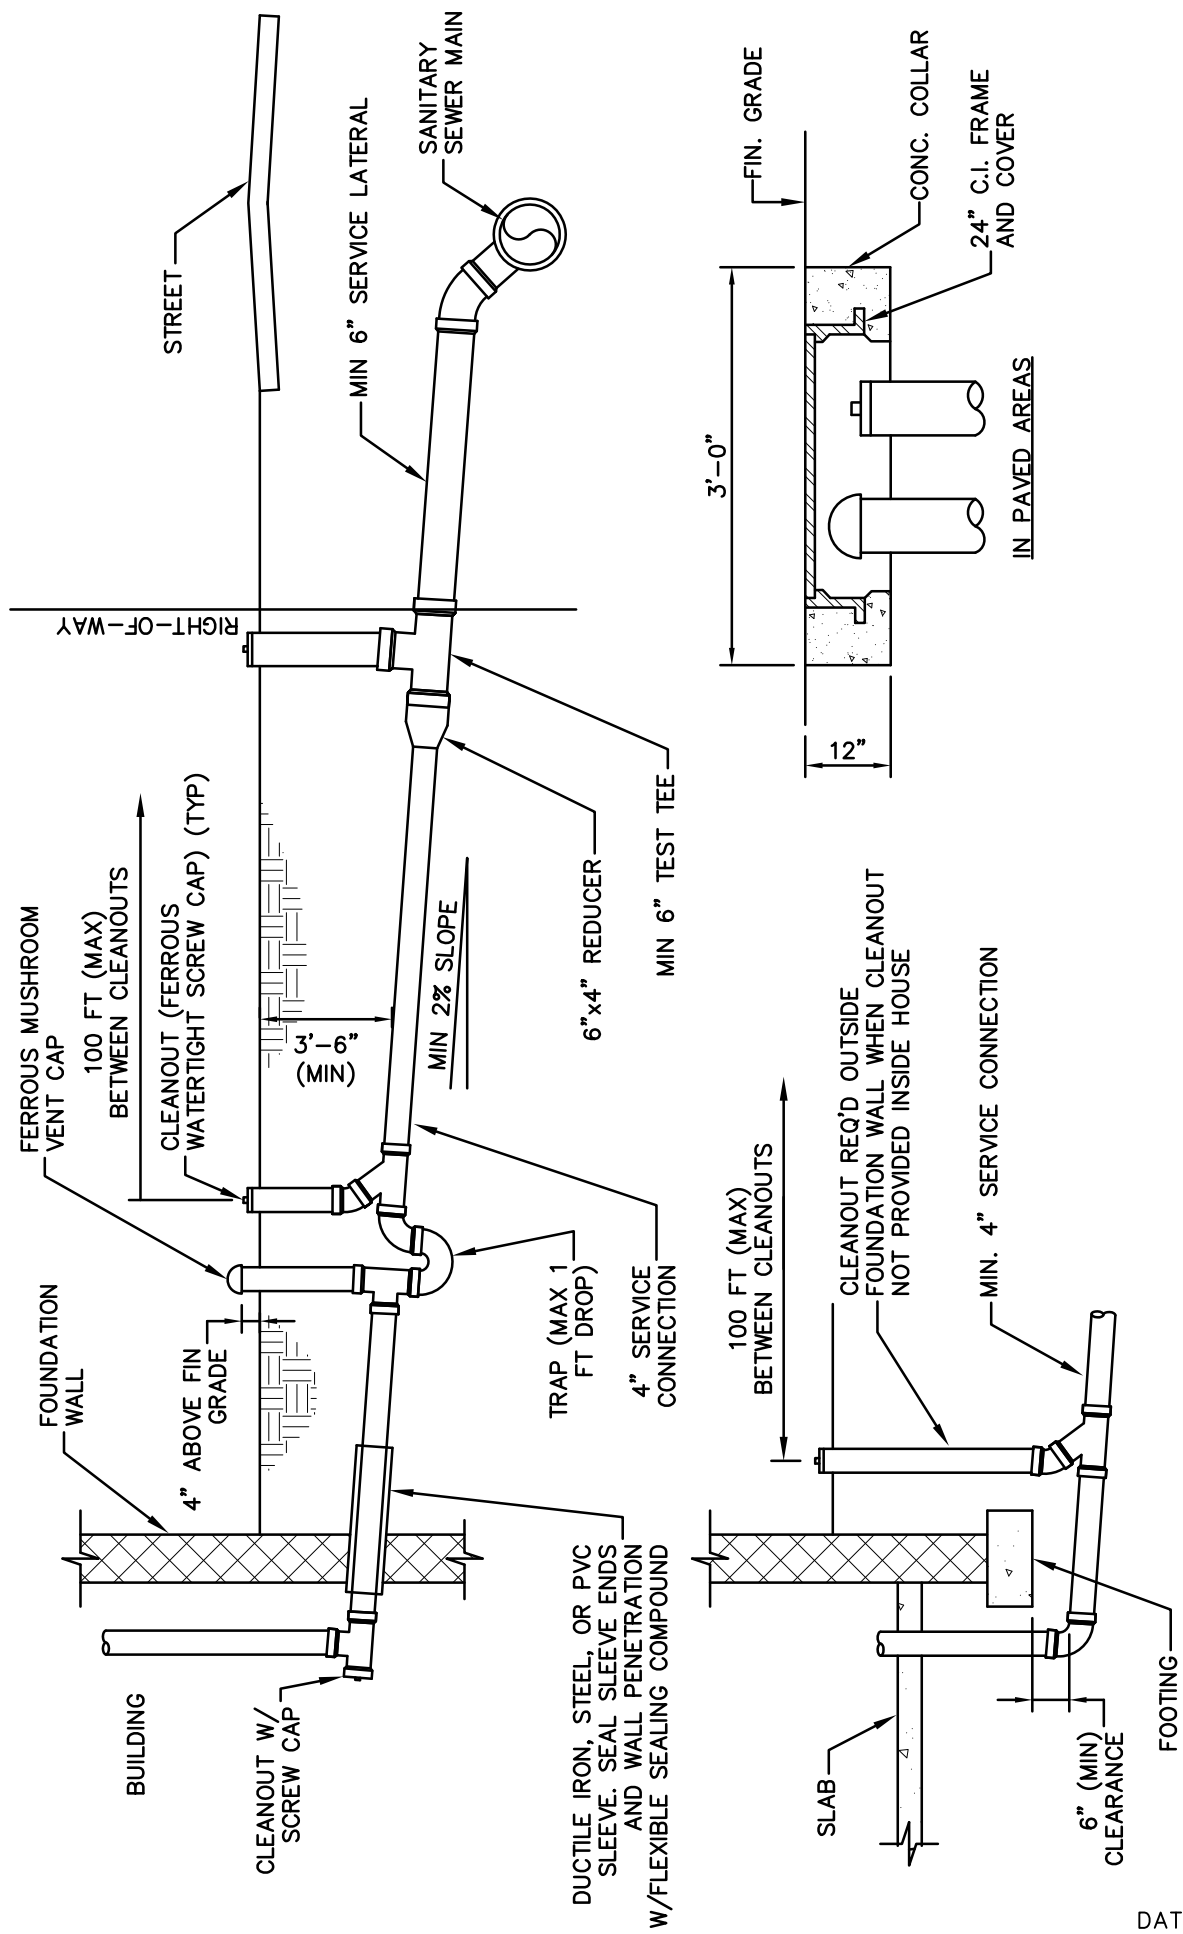 BUILDING
FOUNDATION
WALL
FERROUS MUSHROOM
VENT CAP
100 FT (MAX)
BETWEEN CLEANOUTS
CLEANOUT (FERROUS
WATERTIGHT SCREW CAP) (TYP)
RIGHT-OF-WAY
STREET
4” ABOVE FIN
GRADE
3’-6”
(MIN)
MIN 2% SLOPE
MIN 6” SERVICE LATERAL
SANITARY
SEWER MAIN
CLEANOUT W/
SCREW CAP
DUCTILE IRON, STEEL, OR PVC
SLEEVE. SEAL SLEEVE ENDS
AND WALL PENETRATION
W/FLEXIBLE SEALING COMPOUND
TRAP (MAX 1
FT DROP)
4” SERVICE
CONNECTION
6”x4” REDUCER
MIN 6” TEST TEE
SLAB
6” (MIN)
CLEARANCE
FOOTING
100 FT (MAX)
BETWEEN CLEANOUTS
CLEANOUT REQ’D OUTSIDE
FOUNDATION WALL WHEN CLEANOUT
NOT PROVIDED INSIDE HOUSE
MIN. 4” SERVICE CONNECTION
3’-0”
12”
FIN. GRADE
CONC. COLLAR
24” C.I. FRAME
AND COVER
IN PAVED AREAS
DAT